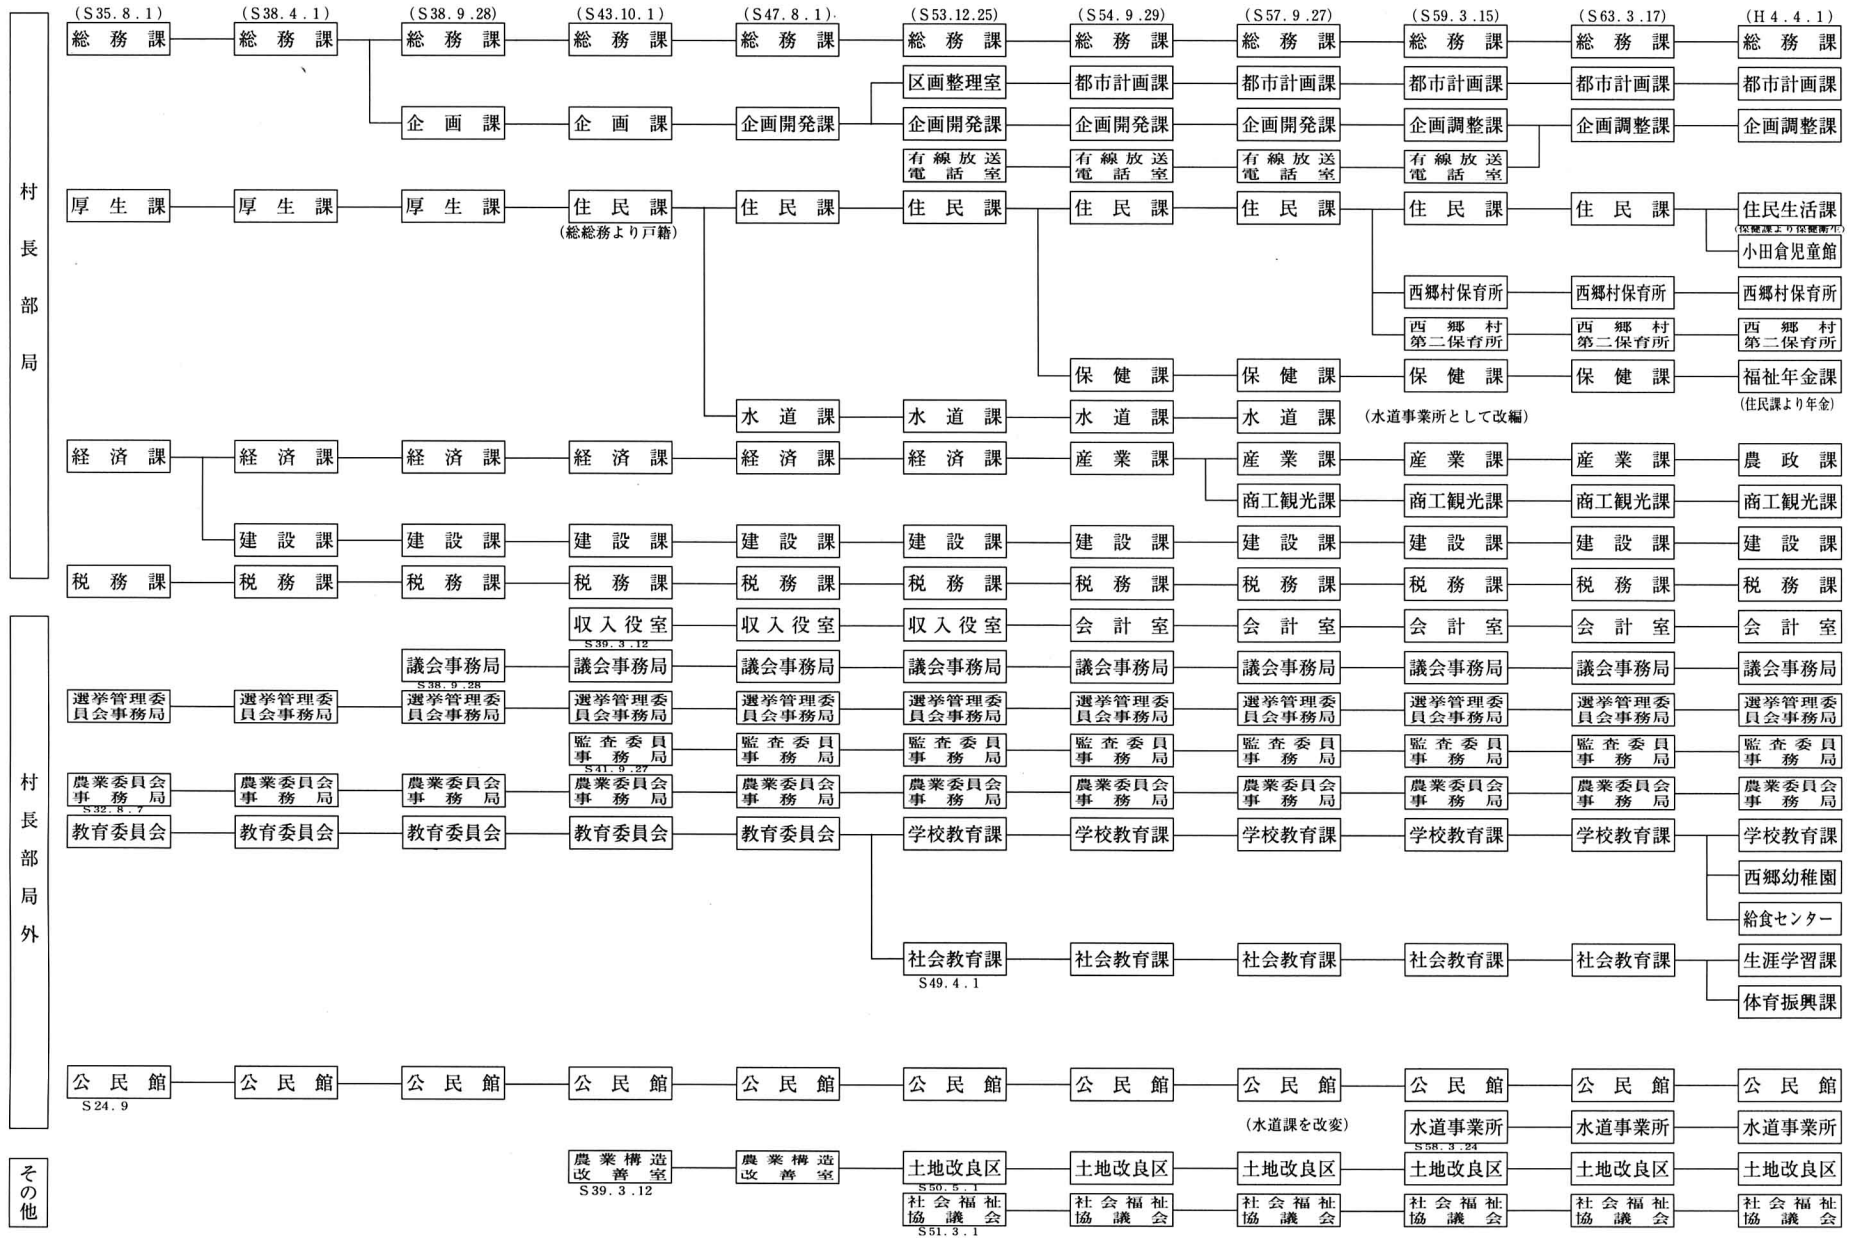 (S35.8.1) (S38.4.1) (S38.9.28) (S43.10.1) (S47.8.1) (S53.12.25) (S54.9.29) (S57.9.27) (S59.3.15) (S63.3.17) (H4.4.1)
村長部局
総務課 総務課 総務課 総務課 総務課 総務課 総務課 総務課 総務課 総務課 総務課
区画整理室 都市計画課 都市計画課 都市計画課 都市計画課 都市計画課
企画課 企画課 企画開発課 企画開発課 企画開発課 企画開発課 企画調整課 企画調整課 企画調整課
有線放送 有線放送 有線放送 有線放送
電話室 電話室 電話室 電話室
厚生課 厚生課 厚生課 住民課 住民課 住民課 住民課 住民課 住民課 住民課 住民生活課
(総総務より戸籍) (保健課より保健衛生)
小田倉児童館
西郷村保育所 西郷村保育所 西郷村保育所
西郷村 西郷村 西郷村
第二保育所 第二保育所 第二保育所
保健課 保健課 保健課 保健課 福祉年金課
(住民課より年金)
水道課 水道課 水道課 水道課 (水道事業所として改編)
経済課 経済課 経済課 経済課 経済課 経済課 産業課 産業課 産業課 産業課 農政課
商工観光課 商工観光課 商工観光課 商工観光課
建設課 建設課 建設課 建設課 建設課 建設課 建設課 建設課 建設課 建設課
税務課 税務課 税務課 税務課 税務課 税務課 税務課 税務課 税務課 税務課 税務課
村長部局外
収入役室 収入役室 収入役室 会計室 会計室 会計室 会計室 会計室
S39.3.12
議会事務局 議会事務局 議会事務局 議会事務局 議会事務局 議会事務局 議会事務局 議会事務局 議会事務局
S38.9.28
選挙管理委 選挙管理委 選挙管理委 選挙管理委 選挙管理委 選挙管理委 選挙管理委 選挙管理委 選挙管理委 選挙管理委 選挙管理委
員会事務局 員会事務局 員会事務局 員会事務局 員会事務局 員会事務局 員会事務局 員会事務局 員会事務局 員会事務局 員会事務局
監査委員 監査委員 監査委員 監査委員 監査委員 監査委員 監査委員 監査委員
事務局 事務局 事務局 事務局 事務局 事務局 事務局 事務局
S41.9.27
農業委員会 農業委員会 農業委員会 農業委員会 農業委員会 農業委員会 農業委員会 農業委員会 農業委員会 農業委員会 農業委員会
事務局 事務局 事務局 事務局 事務局 事務局 事務局 事務局 事務局 事務局 事務局
S32.8.7
教育委員会 教育委員会 教育委員会 教育委員会 教育委員会 学校教育課 学校教育課 学校教育課 学校教育課 学校教育課 学校教育課
西郷幼稚園
給食センター
社会教育課 社会教育課 社会教育課 社会教育課 社会教育課 生涯学習課
S49.4.1
体育振興課
公民館 公民館 公民館 公民館 公民館 公民館 公民館 公民館 公民館 公民館 公民館
S24.9
(水道課を改変) 水道事業所 水道事業所 水道事業所
S58.3.24
その他
農業構造 農業構造 土地改良区 土地改良区 土地改良区 土地改良区 土地改良区 土地改良区
改善室 改善室
S39.3.12 S50.5.1
社会福祉 社会福祉 社会福祉 社会福祉 社会福祉 社会福祉
協議会 協議会 協議会 協議会 協議会 協議会
S51.3.1